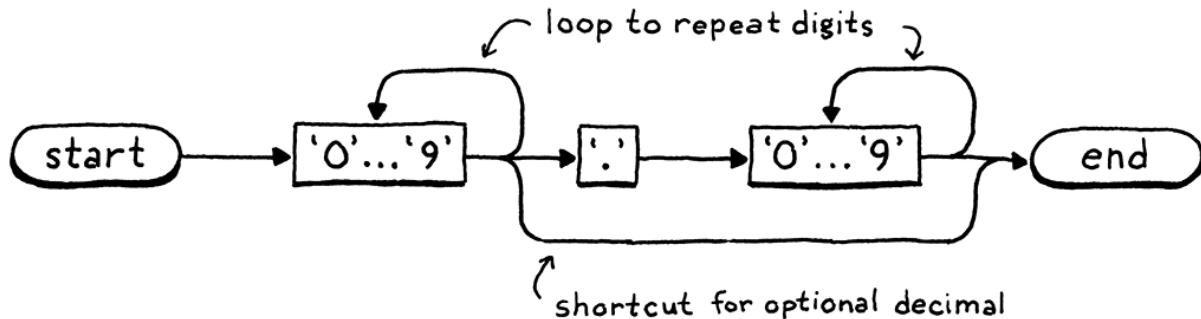 loop to repeat digits
start
‘0’...‘9’
‘.’
‘0’...‘9’
end
shortcut for optional decimal